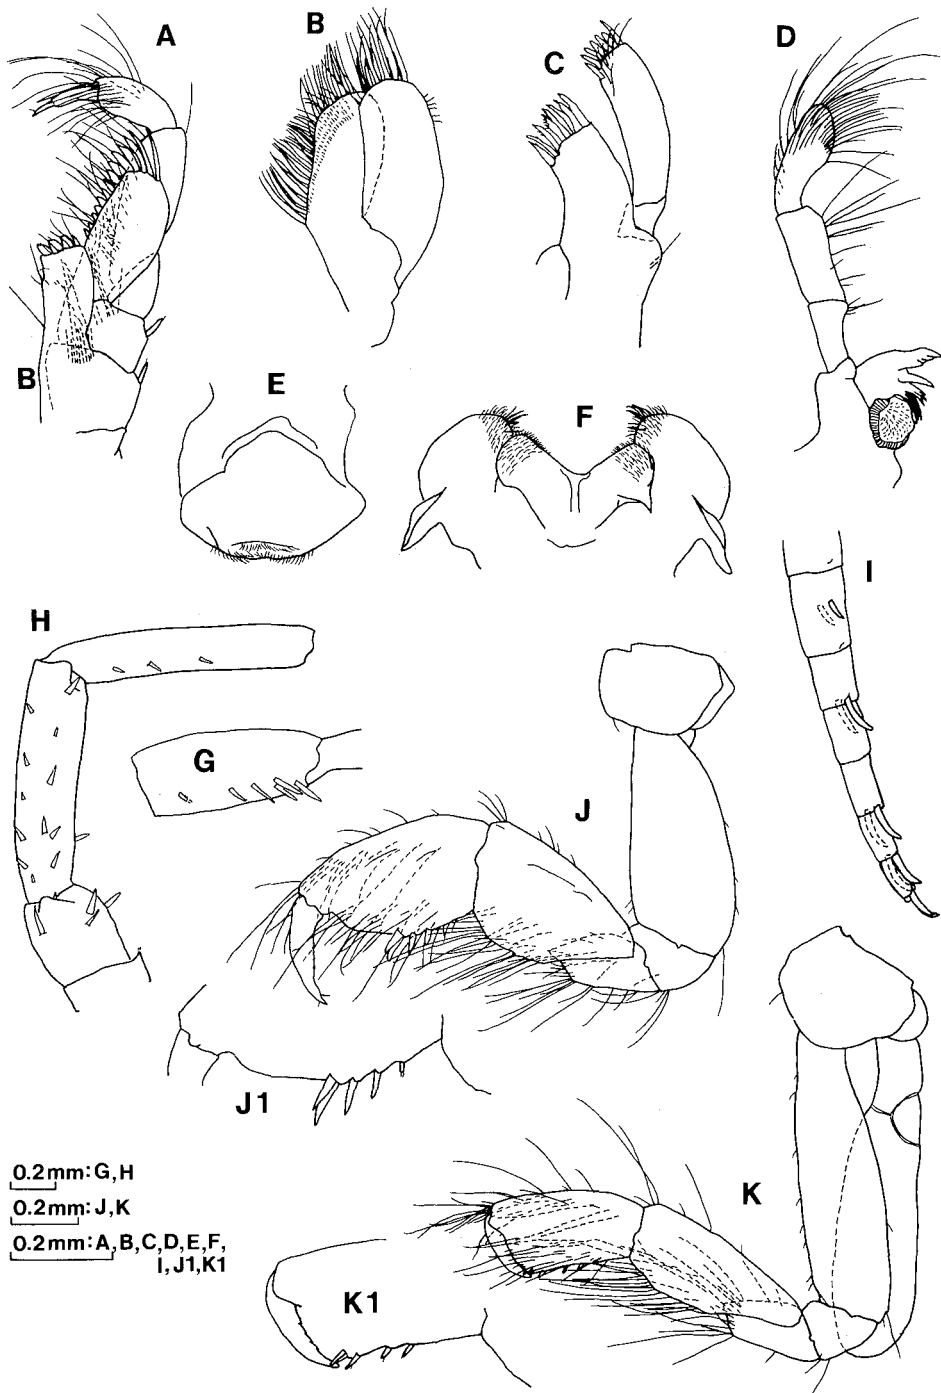 A
B
C
D
B
E
F
I
H
G
J
J1
K
0.2mm:G,H
0.2mm:J,K
0.2mm:A,B,C,D,E,F,
I,J1,K1
K1